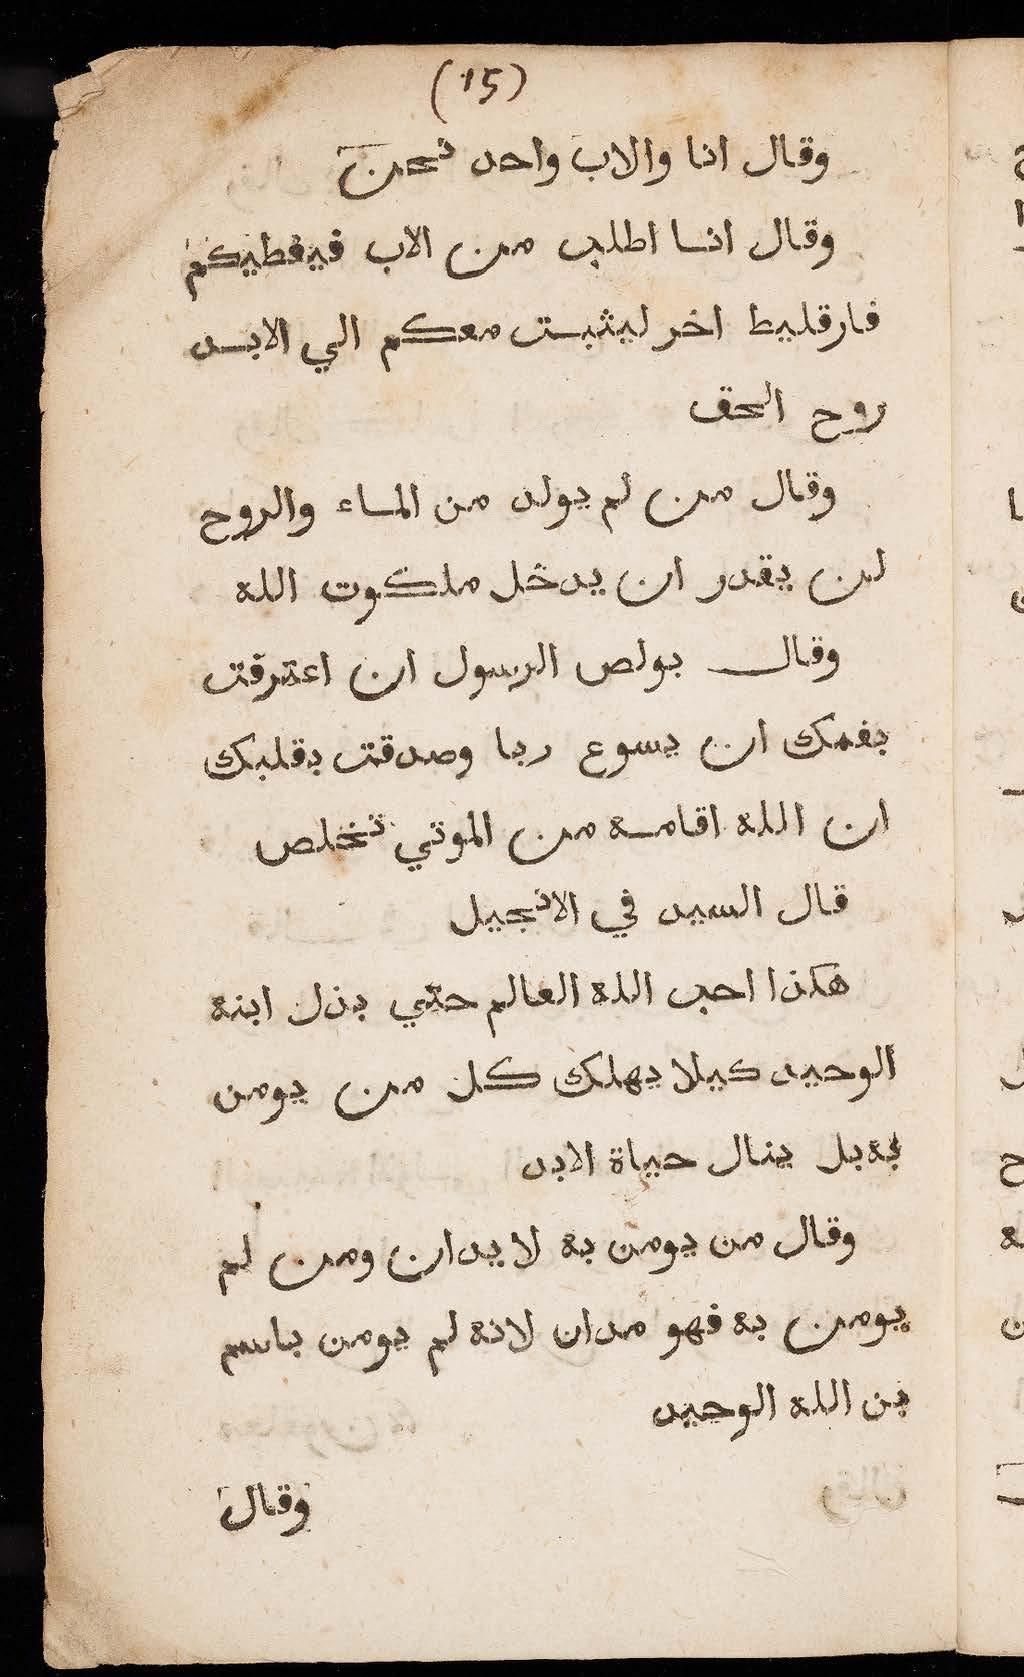 (15)
وقال انا والاب واحد نحن
وقال انا اطلب من الاب فيعطيكم
فارقليط اخر ليثبت معكم الي الابد
روح الحق
وقال من لم يولد من الماء والروح
لن يقدر ان يدخل ملكوت الله
وقال بولص الرسول ان اعترفت
بفمك ان يسوع ربا وصدقت بقلبك
ان الله اقامه من الموتي تخلص
قال السيد في الانجيل
هكذا احب الله العالم حتي بذل ابنه
الوحيد كيلا يهلك كل من يومن
به بل ينال حياة الابد
وقال من يومن به لا يدان ومن لم
يومن به فهو مدان لانه لم يومن باسم
بن الله الوحيد
وقال